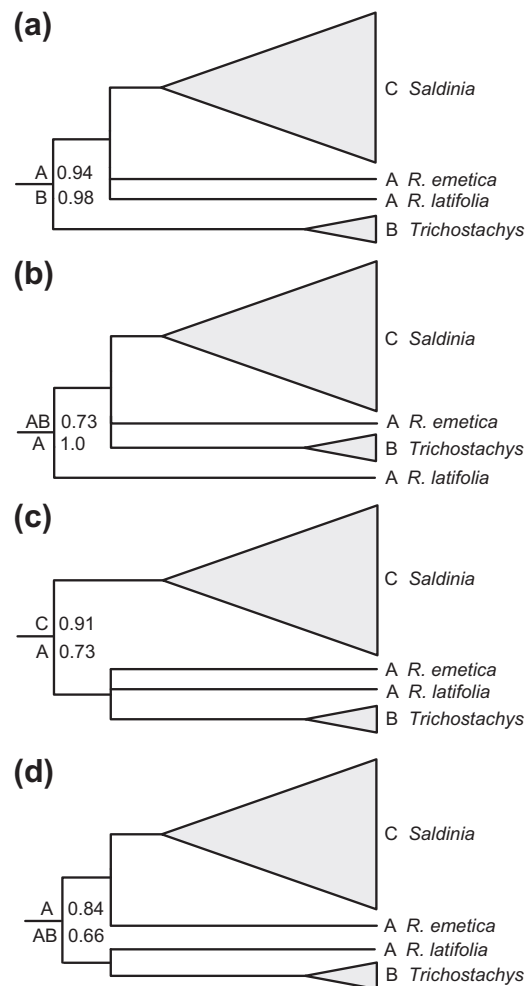 (a)
C Saldinia
A 0.94
B 0.98
A R. emetica
A R. latifolia
B Trichostachys
(b)
C Saldinia
AB 0.73
A 1.0
A R. emetica
B Trichostachys
A R. latifolia
(c)
C Saldinia
C 0.91
A 0.73
A R. emetica
A R. latifolia
B Trichostachys
(d)
C Saldinia
A 0.84
AB 0.66
A R. emetica
A R. latifolia
B Trichostachys